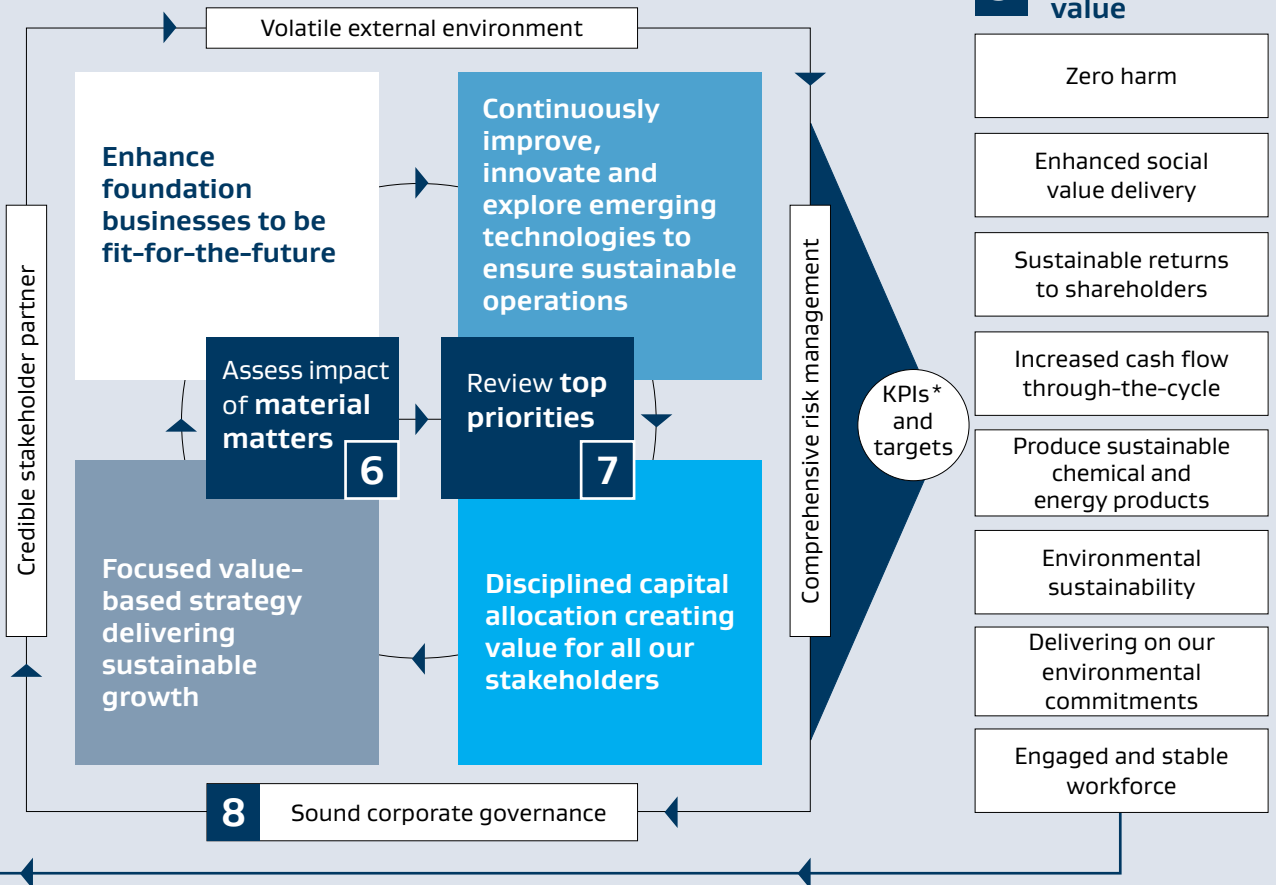 Volatile external environment
Credible stakeholder partner
Enhance
foundation
businesses to be
fit-for-the-future
Continuously
improve,
innovate and
explore emerging
technologies to
ensure sustainable
operations
Assess impact
of material
matters
6
Review top
priorities
7
Focused value-
based strategy
delivering
sustainable
growth
Disciplined capital
allocation creating
value for all our
stakeholders
Comprehensive risk management
8
Sound corporate governance
KPIs*
and
targets
value
Zero harm
Enhanced social
value delivery
Sustainable returns
to shareholders
Increased cash flow
through-the-cycle
Produce sustainable
chemical and
energy products
Environmental
sustainability
Delivering on our
environmental
commitments
Engaged and stable
workforce